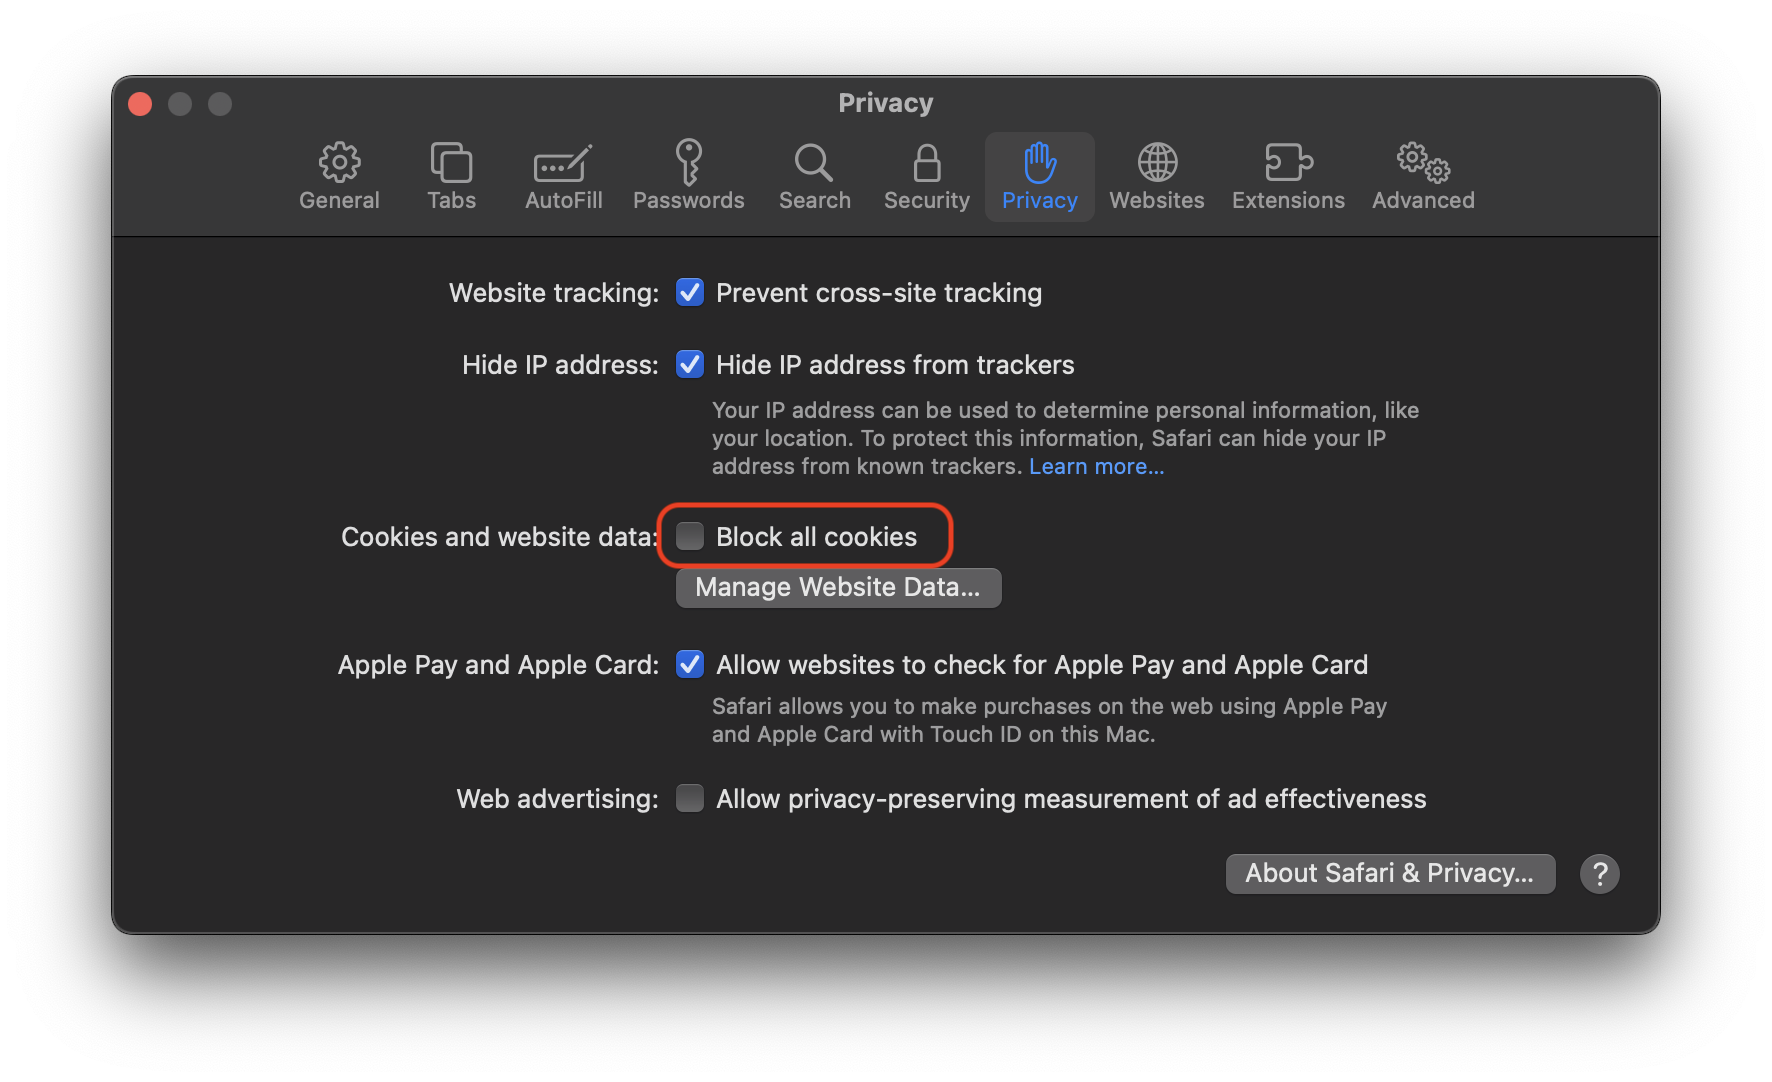 Privacy
General Tabs AutoFill Passwords Search Security Privacy Websites Extensions Advanced
Website tracking: Prevent cross-site tracking
Hide IP address: Hide IP address from trackers
Your IP address can be used to determine personal information, like
your location. To protect this information, Safari can hide your IP
address from known trackers. Learn more...
Cookies and website data: Block all cookies
Manage Website Data...
Apple Pay and Apple Card: Allow websites to check for Apple Pay and Apple Card
Safari allows you to make purchases on the web using Apple Pay
and Apple Card with Touch ID on this Mac.
Web advertising: Allow privacy-preserving measurement of ad effectiveness
About Safari & Privacy... ?